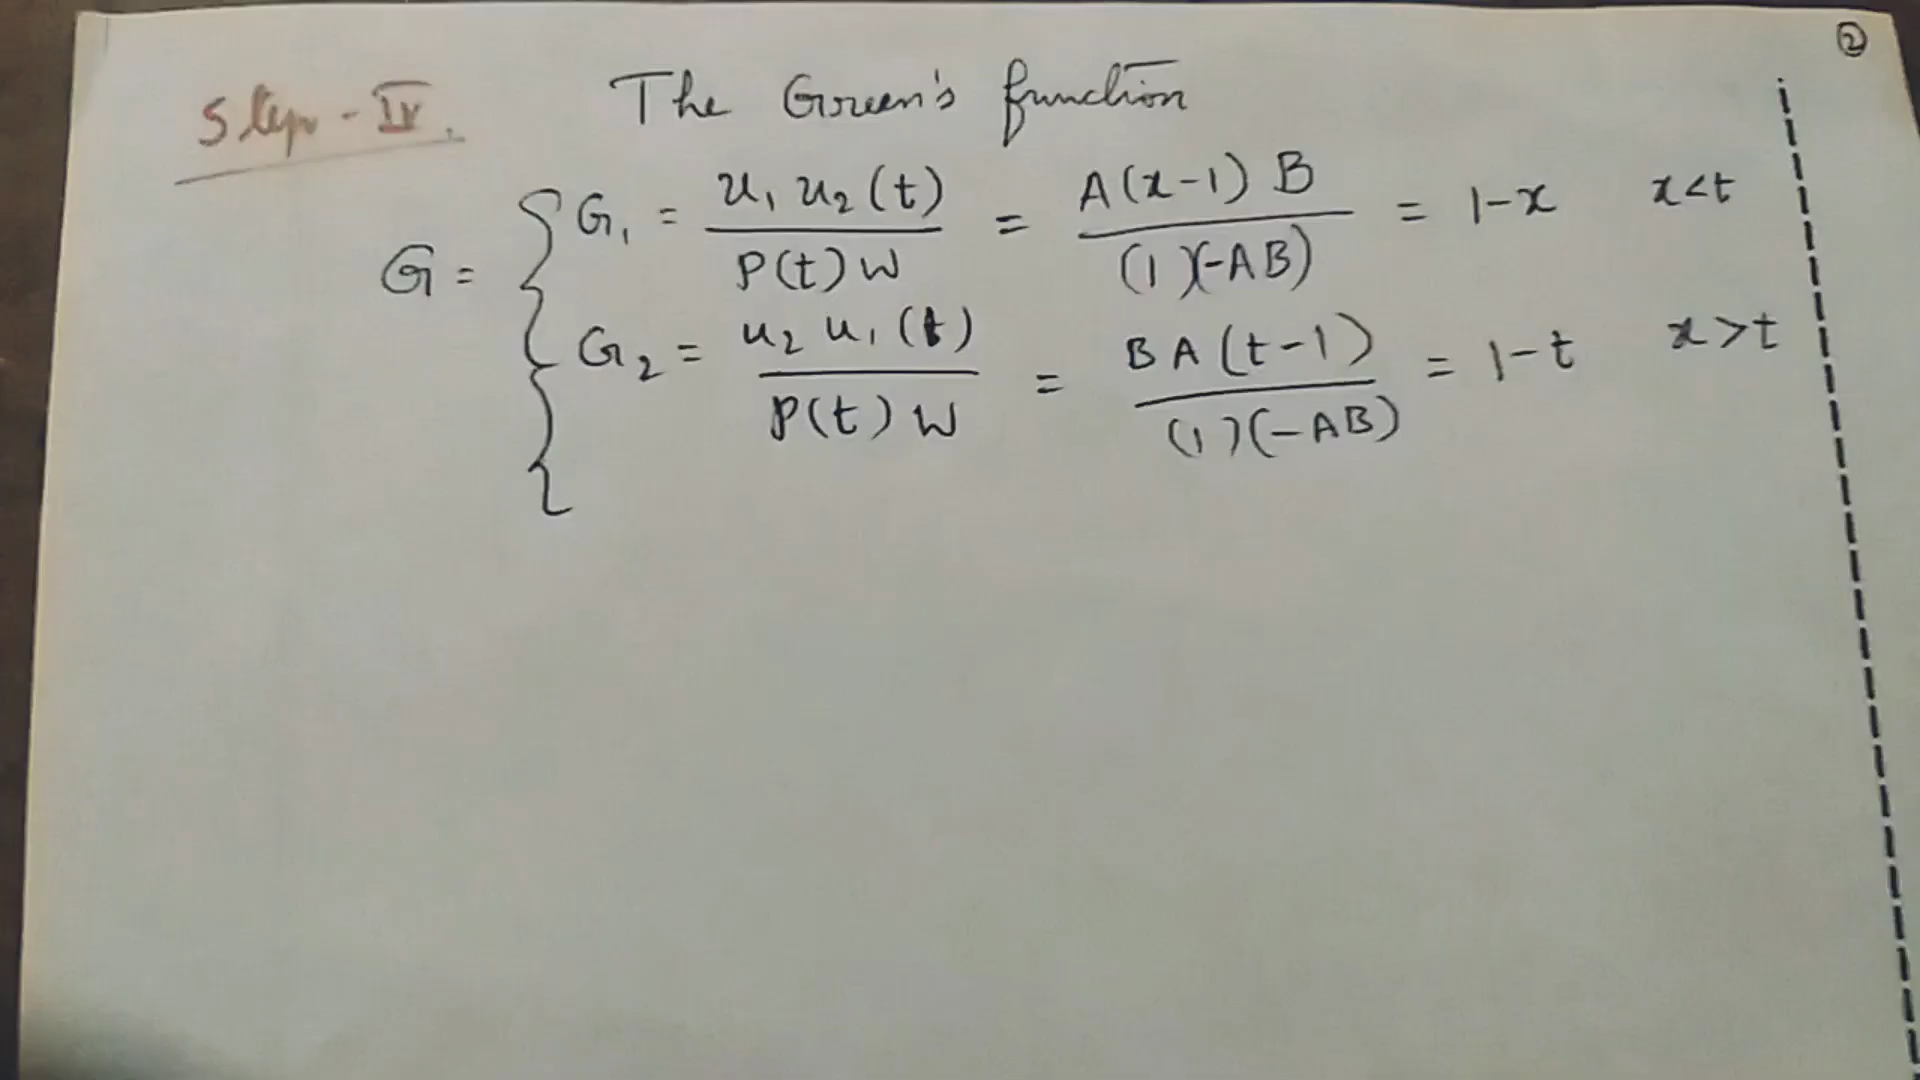 ②
Step-IV. The Green's function
G = { G₁ = u₁ u₂(t) / P(t) W = A(x-1) B / (1)(-AB) = 1-x x<t
G₂ = u₂ u₁(t) / P(t) W = B A (t-1) / (1)(-AB) = 1-t x>t